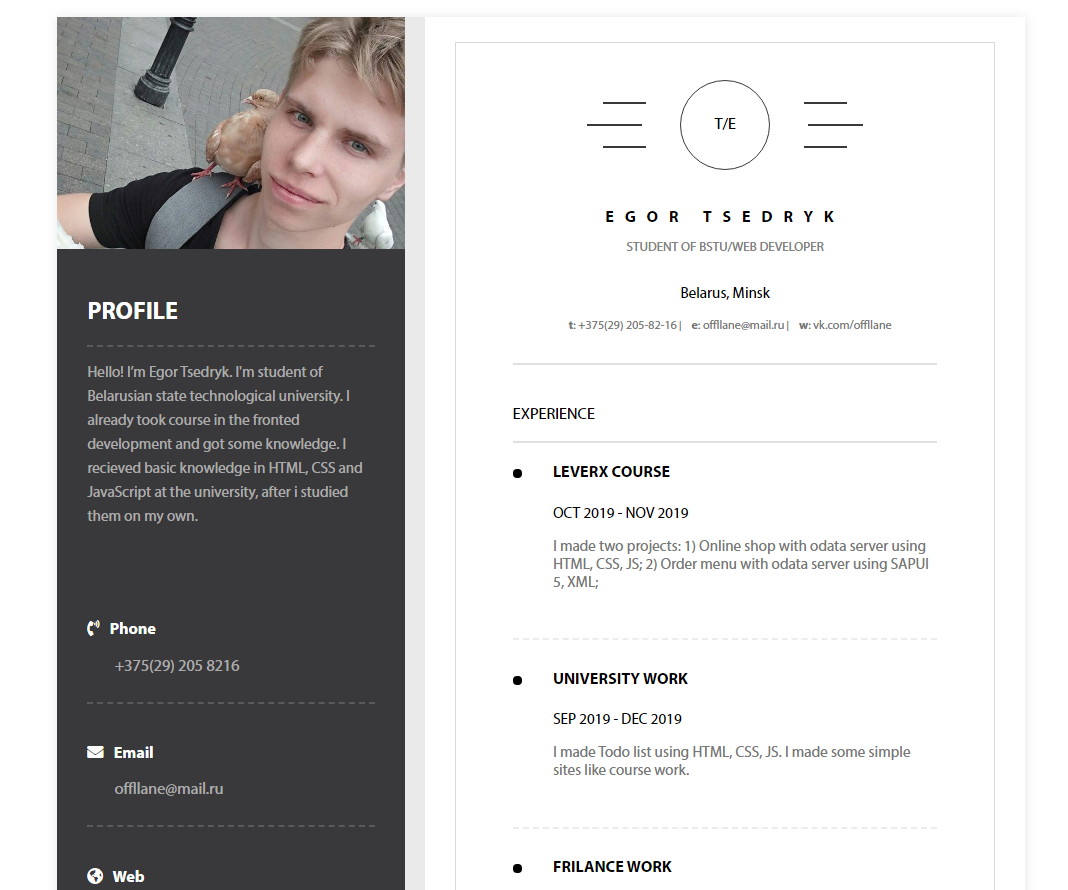 PROFILE
Hello! I'm Egor Tsedryk. I'm student of
Belarusian state technological university. I
already took course in the fronted
development and got some knowledge. I
recieved basic knowledge in HTML, CSS and
JavaScript at the university, after i studied
them on my own.
Phone
+375(29) 205 8216
Email
offllane@mail.ru
Web
T/E
EGOR TSEDRYK
STUDENT OF BSTU/WEB DEVELOPER
Belarus, Minsk
t: +375(29) 205-82-16 | e: offllane@mail.ru | w: vk.com/offllane
EXPERIENCE
LEVERX COURSE
OCT 2019 - NOV 2019
I made two projects: 1) Online shop with odata server using
HTML, CSS, JS; 2) Order menu with odata server using SAPUI
5, XML;
UNIVERSITY WORK
SEP 2019 - DEC 2019
I made Todo list using HTML, CSS, JS. I made some simple
sites like course work.
FRILANCE WORK